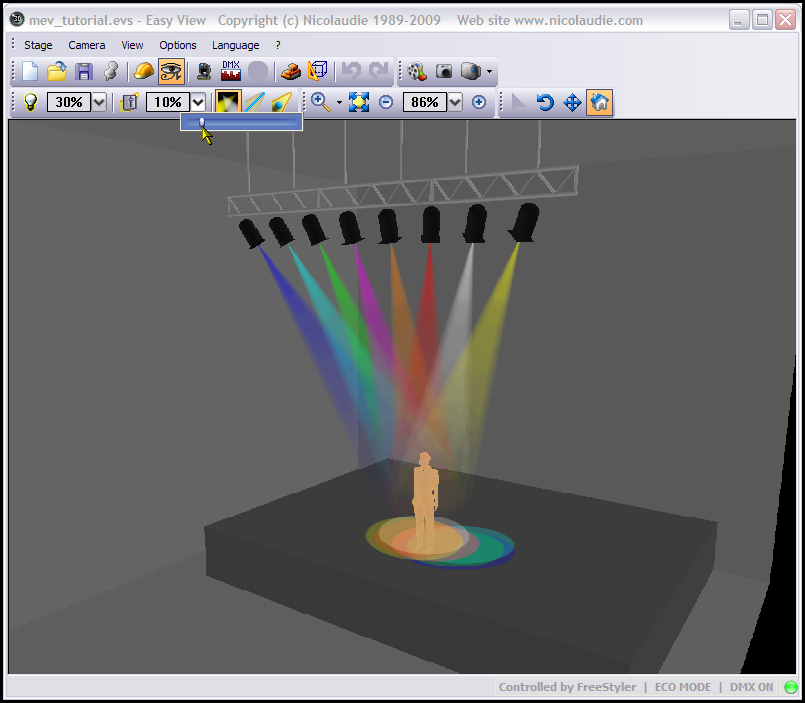 mev_tutorial.evs - Easy View   Copyright (c) Nicolaudie 1989-2009    Web site www.nicolaudie.com
Stage Camera View Options Language ?
DMX
30% 10% 86%
Controlled by FreeStyler | ECO MODE | DMX ON